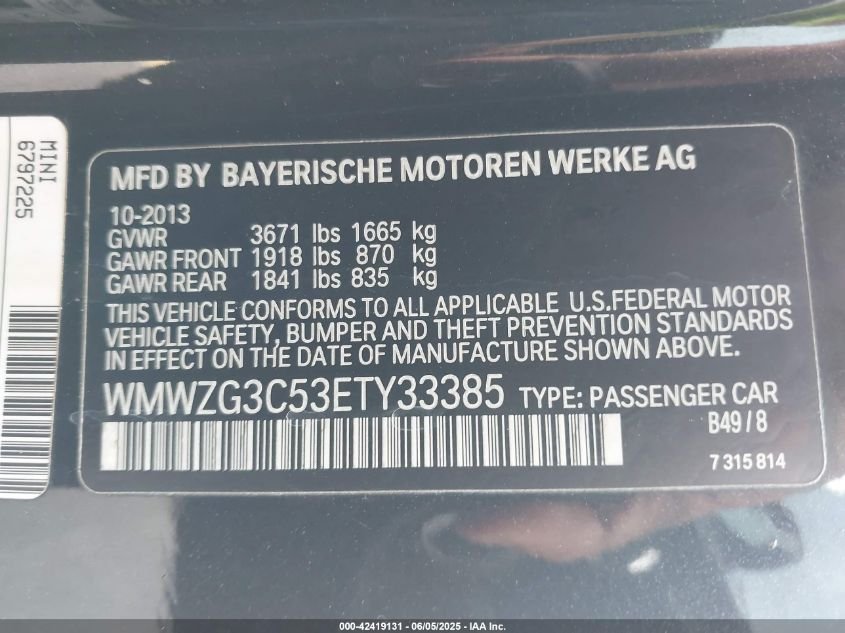 MINI
6797225
MFD BY BAYERISCHE MOTOREN WERKE AG
10-2013
GVWR 3671 lbs 1665 kg
GAWR FRONT 1918 lbs 870 kg
GAWR REAR 1841 lbs 835 kg
THIS VEHICLE CONFORMS TO ALL APPLICABLE U.S.FEDERAL MOTOR
VEHICLE SAFETY, BUMPER AND THEFT PREVENTION STANDARDS
IN EFFECT ON THE DATE OF MANUFACTURE SHOWN ABOVE.
WMWZG3C53ETY33385 TYPE: PASSENGER CAR
B49 / 8
7 315 814
000-42419131 - 06/05/2025 - IAA Inc.